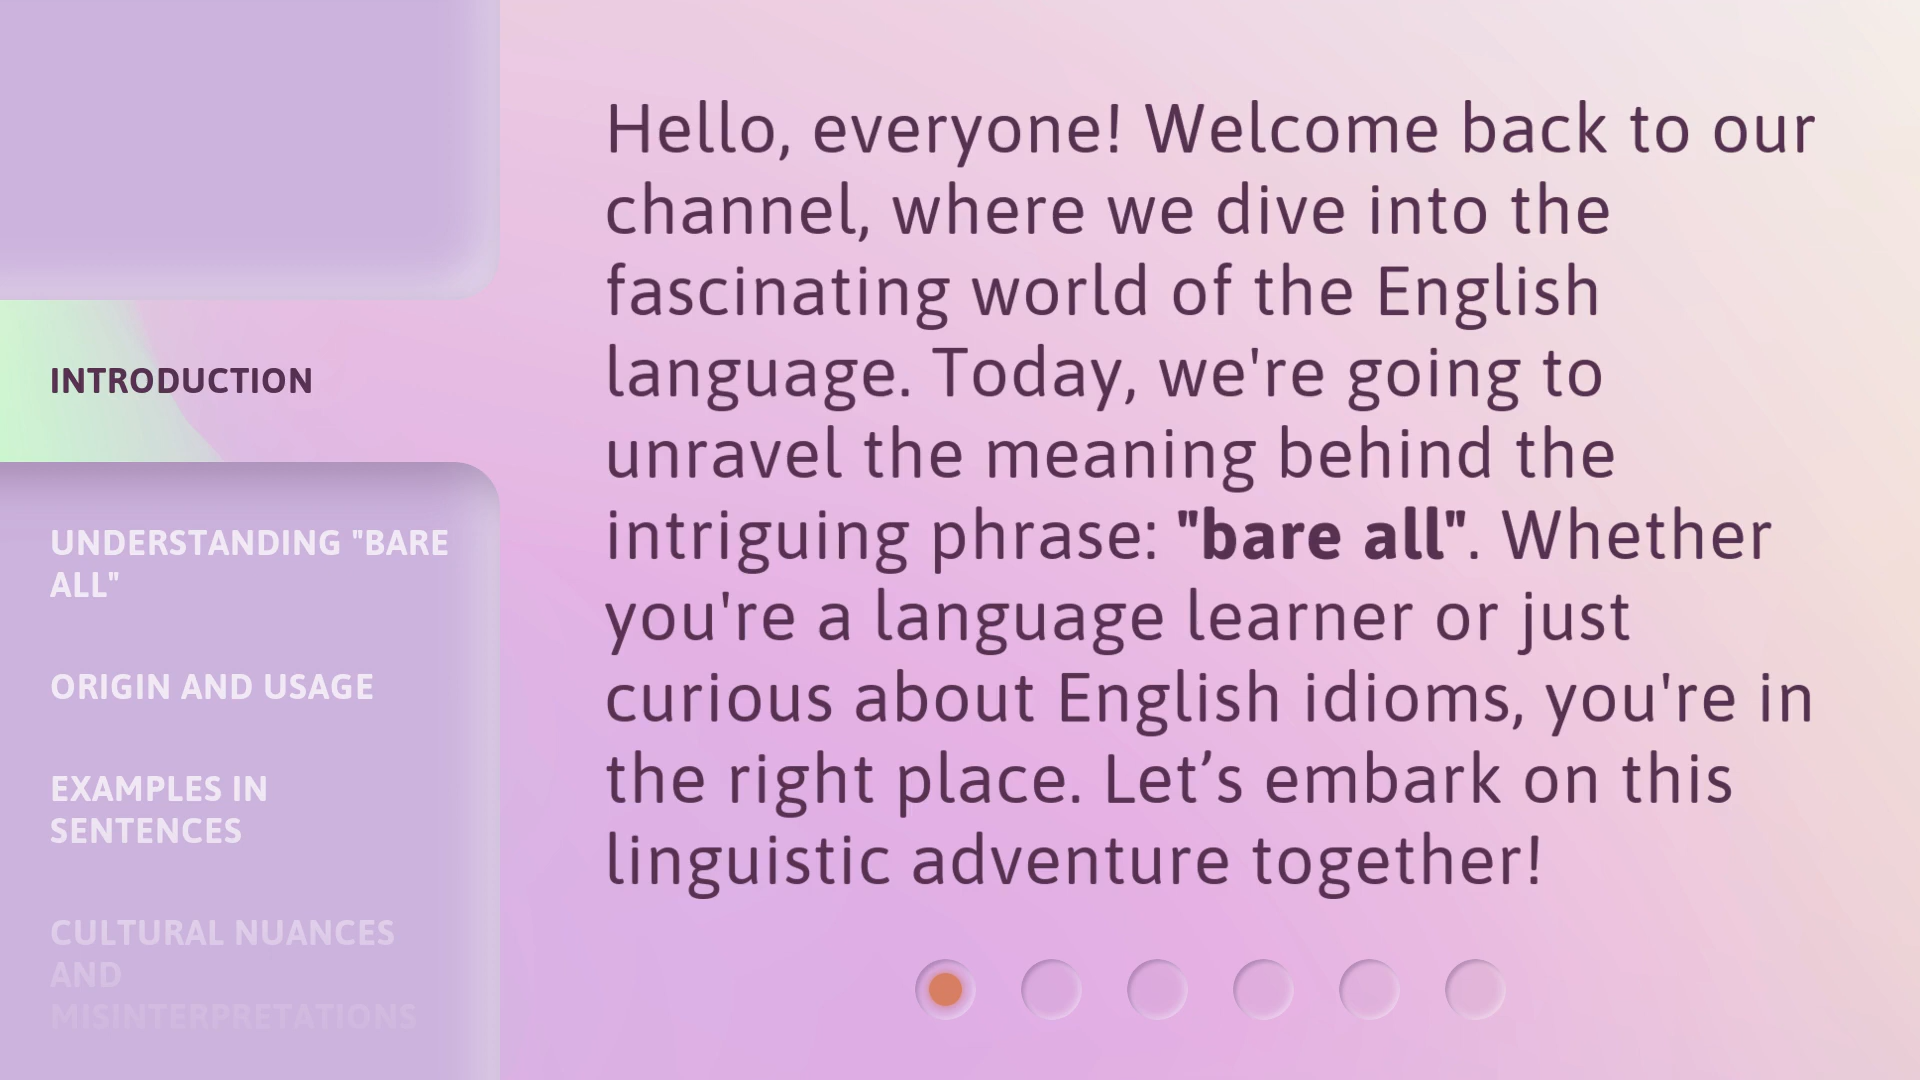 INTRODUCTION
UNDERSTANDING "BARE
ALL"
ORIGIN AND USAGE
EXAMPLES IN
SENTENCES
CULTURAL NUANCES
AND
MISINTERPRETATIONS
Hello, everyone! Welcome back to our
channel, where we dive into the
fascinating world of the English
language. Today, we're going to
unravel the meaning behind the
intriguing phrase: "bare all". Whether
you're a language learner or just
curious about English idioms, you're in
the right place. Let’s embark on this
linguistic adventure together!